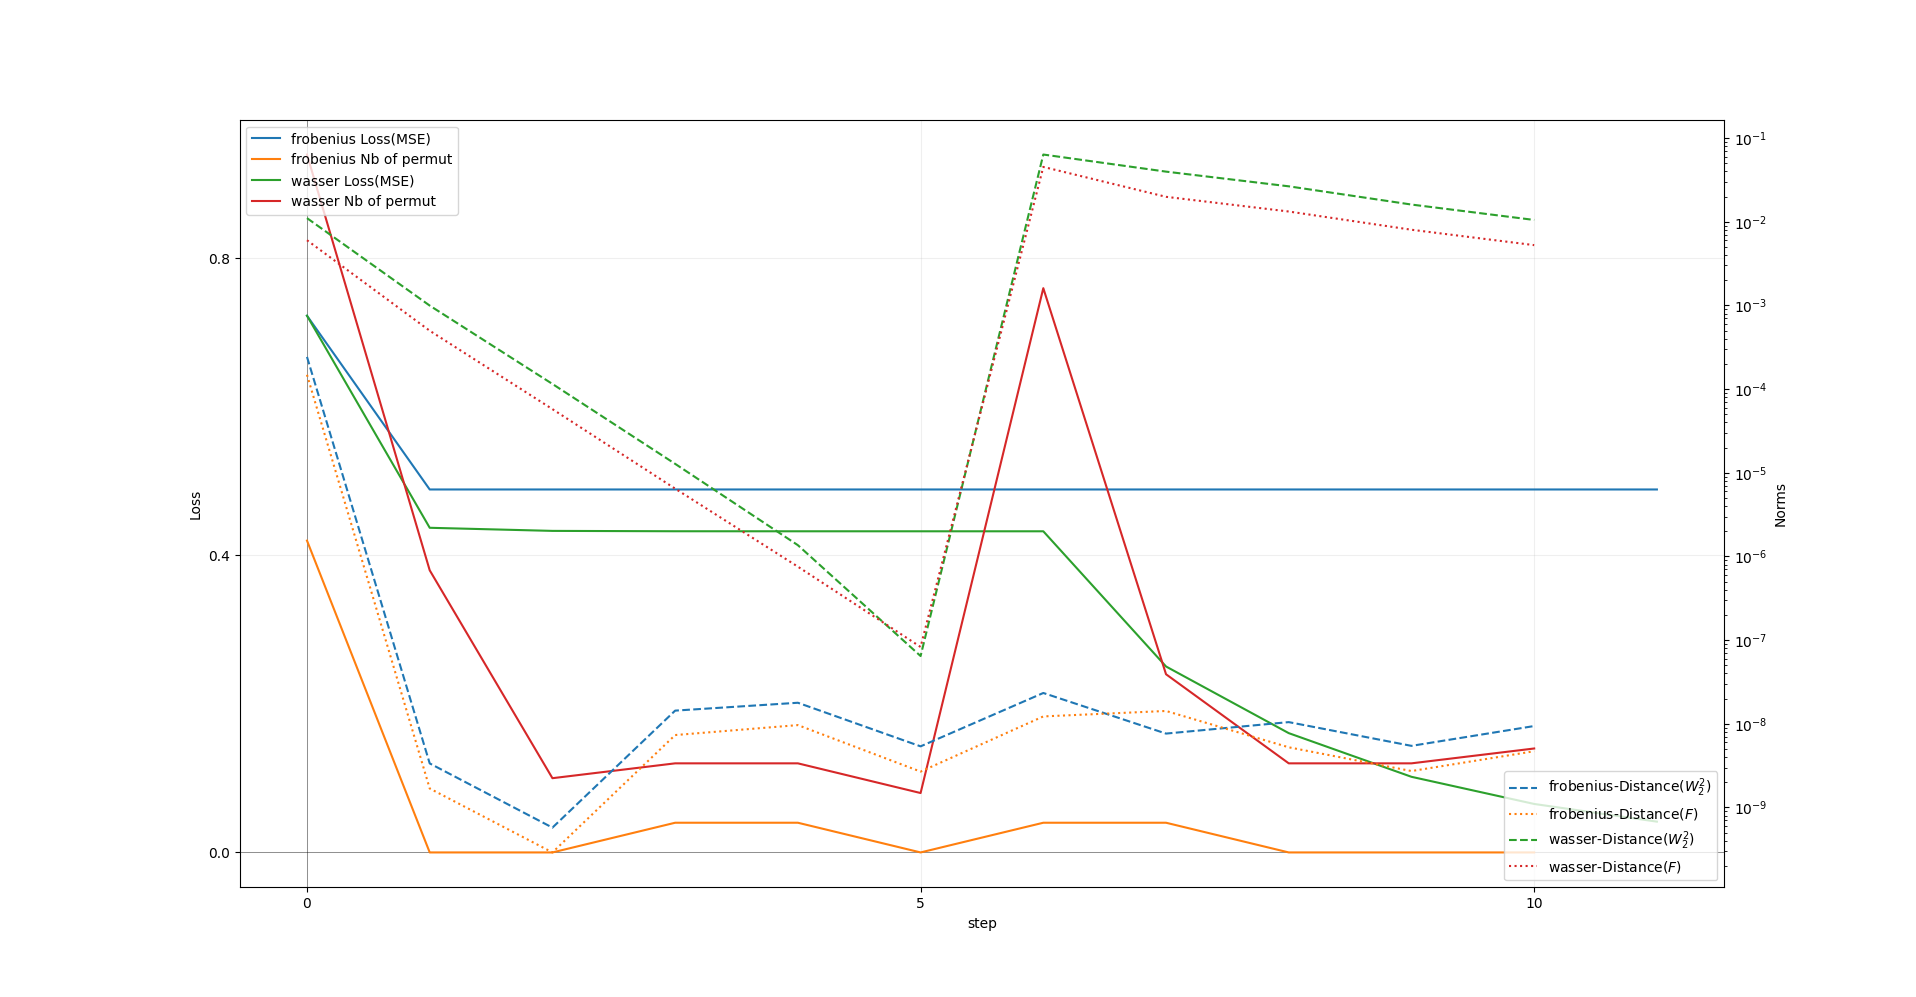 frobenius Loss(MSE)
frobenius Nb of permut
wasser Loss(MSE)
wasser Nb of permut
0.8
0.4
0.0
Loss
0
5
10
step
10⁻¹
10⁻²
10⁻³
10⁻⁴
10⁻⁵
10⁻⁶
10⁻⁷
10⁻⁸
10⁻⁹
Norms
frobenius-Distance(W₂²)
frobenius-Distance(F)
wasser-Distance(W₂²)
wasser-Distance(F)